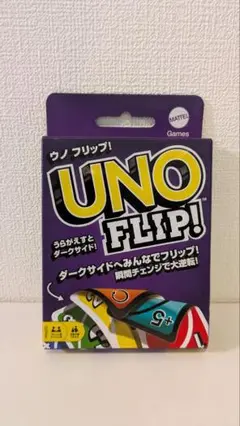 MATTEL
Games
ウノ フリップ!
UNO
FLIP!
うらがえすと
ダークサイド!
ダークサイドへみんなでフリップ!
瞬間チェンジで大逆転!
+5